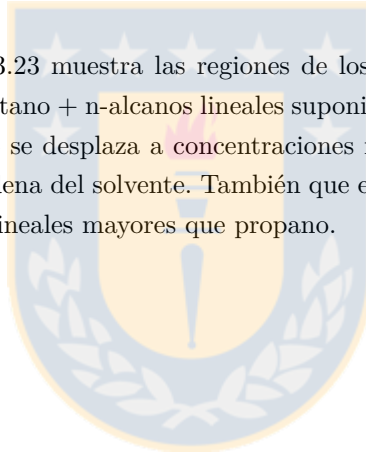 3.23 muestra las regiones de los
tano + n-alcanos lineales suponi
se desplaza a concentraciones
ena del solvente. También que e
ineales mayores que propano.